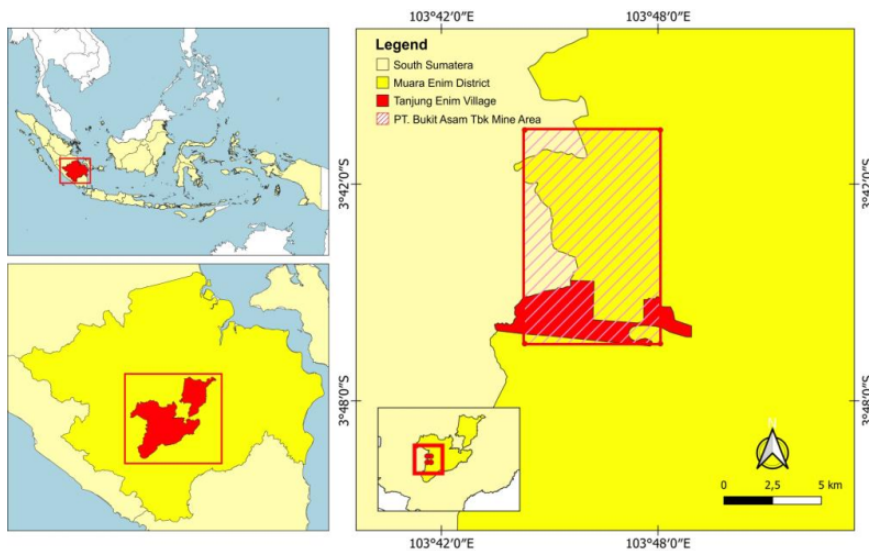 103°42'0"E
103°48'0"E
Legend
South Sumatera
Muara Enim District
Tanjung Enim Village
PT. Bukit Asam Tbk Mine Area
3°42'0"S
3°42'0"S
3°48'0"S
3°48'0"S
N
0
2,5
5 km
103°42'0"E
103°48'0"E